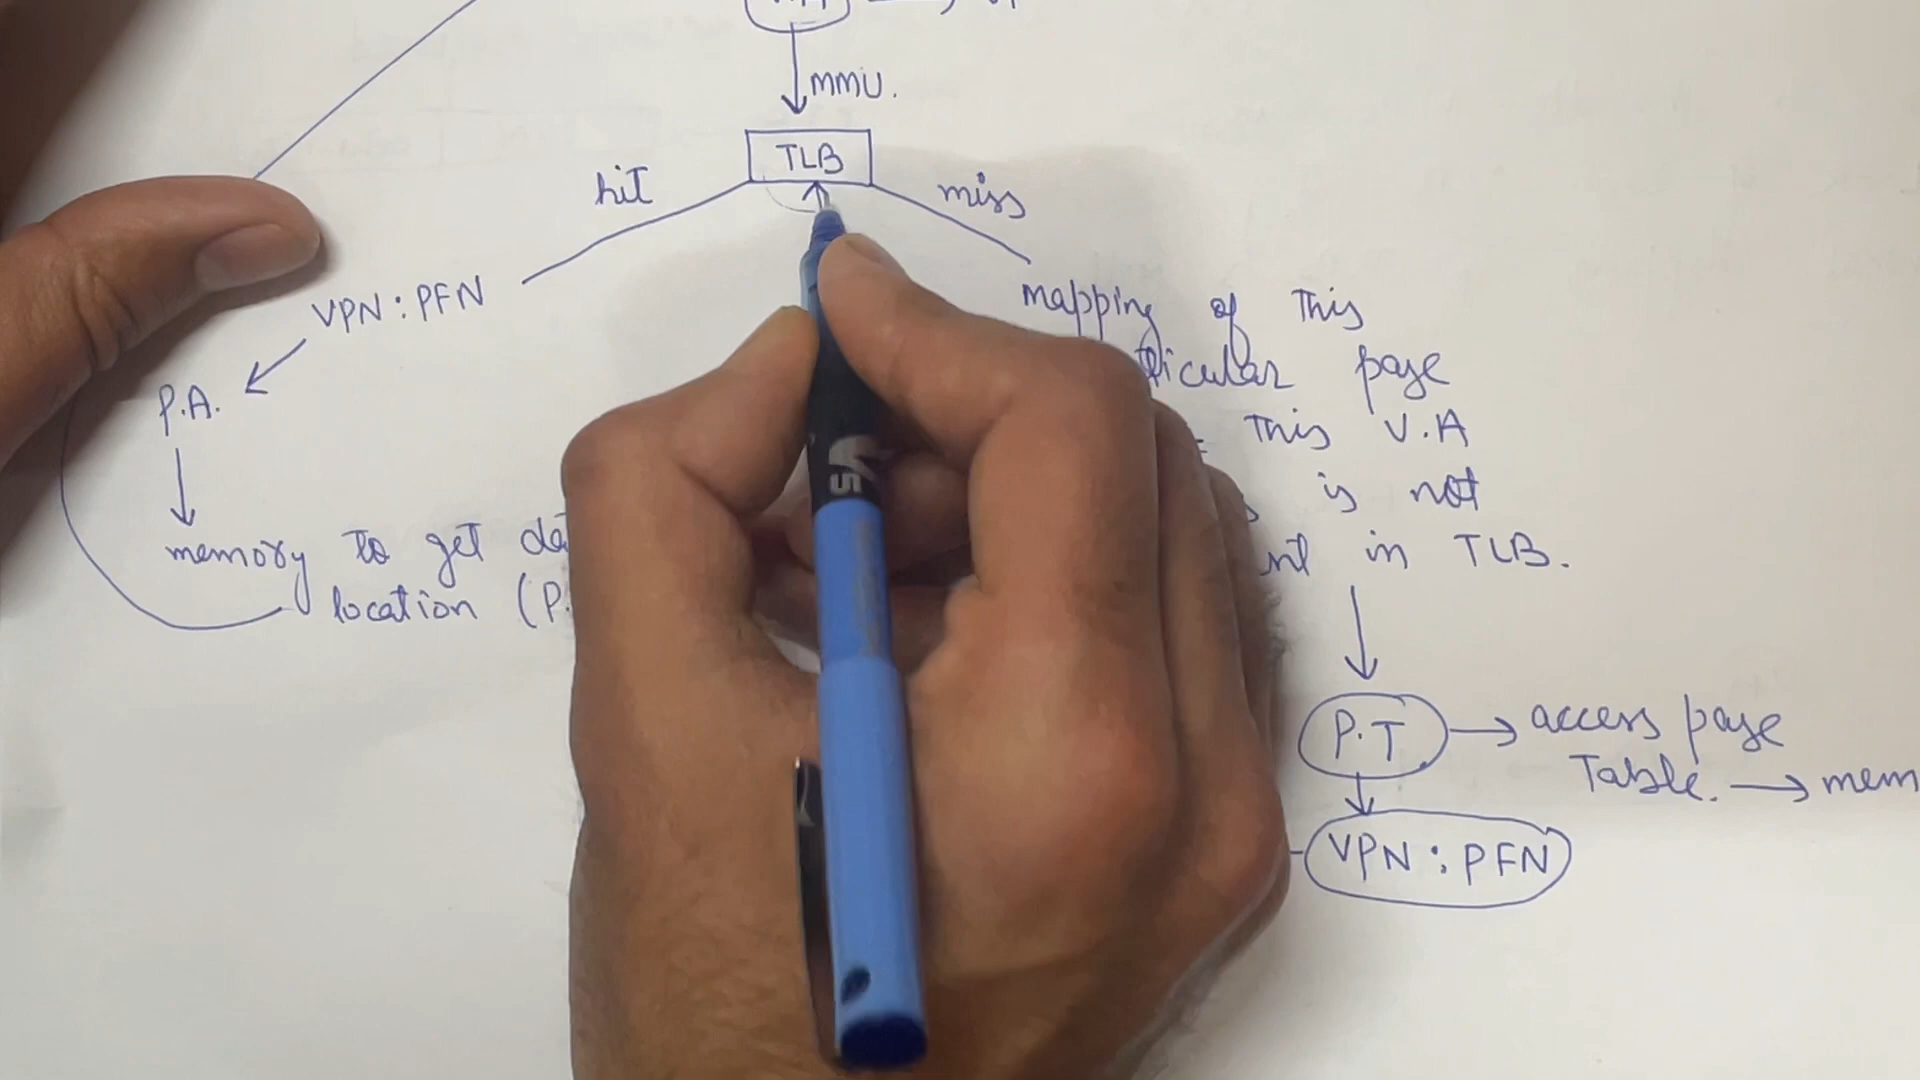 MMU.
TLB
hit
miss
VPN : PFN
mapping of this
page
P.A.
this V.A
is not
memory to get
in TLB.
location (P.
P.T → access page
Table. → mem
VPN : PFN
V5